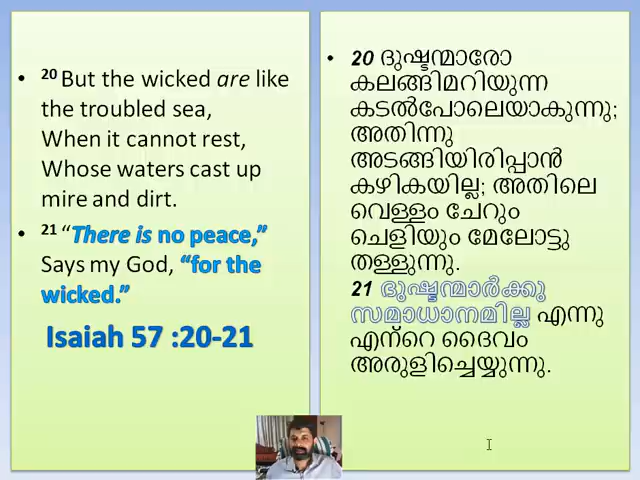 20 But the wicked are like
the troubled sea,
When it cannot rest,
Whose waters cast up
mire and dirt.
21 “There is no peace,”
Says my God, “for the
wicked.”
Isaiah 57 :20-21
20 ദുഷ്ടന്മാരോ
കലങ്ങിമറിയുന്ന
കടൽപോലെയാകുന്നു;
അതിന്നു
അടങ്ങിയിരിപ്പാൻ
കഴികയില്ല; അതിലെ
വെള്ളം ചേറും
ചെളിയും മേലോട്ടു
തള്ളുന്നു.
21 ദുഷ്ടന്മാർക്കു
സമാധാനമില്ല എന്നു
എന്റെ ദൈവം
അരുളിച്ചെയ്യുന്നു.